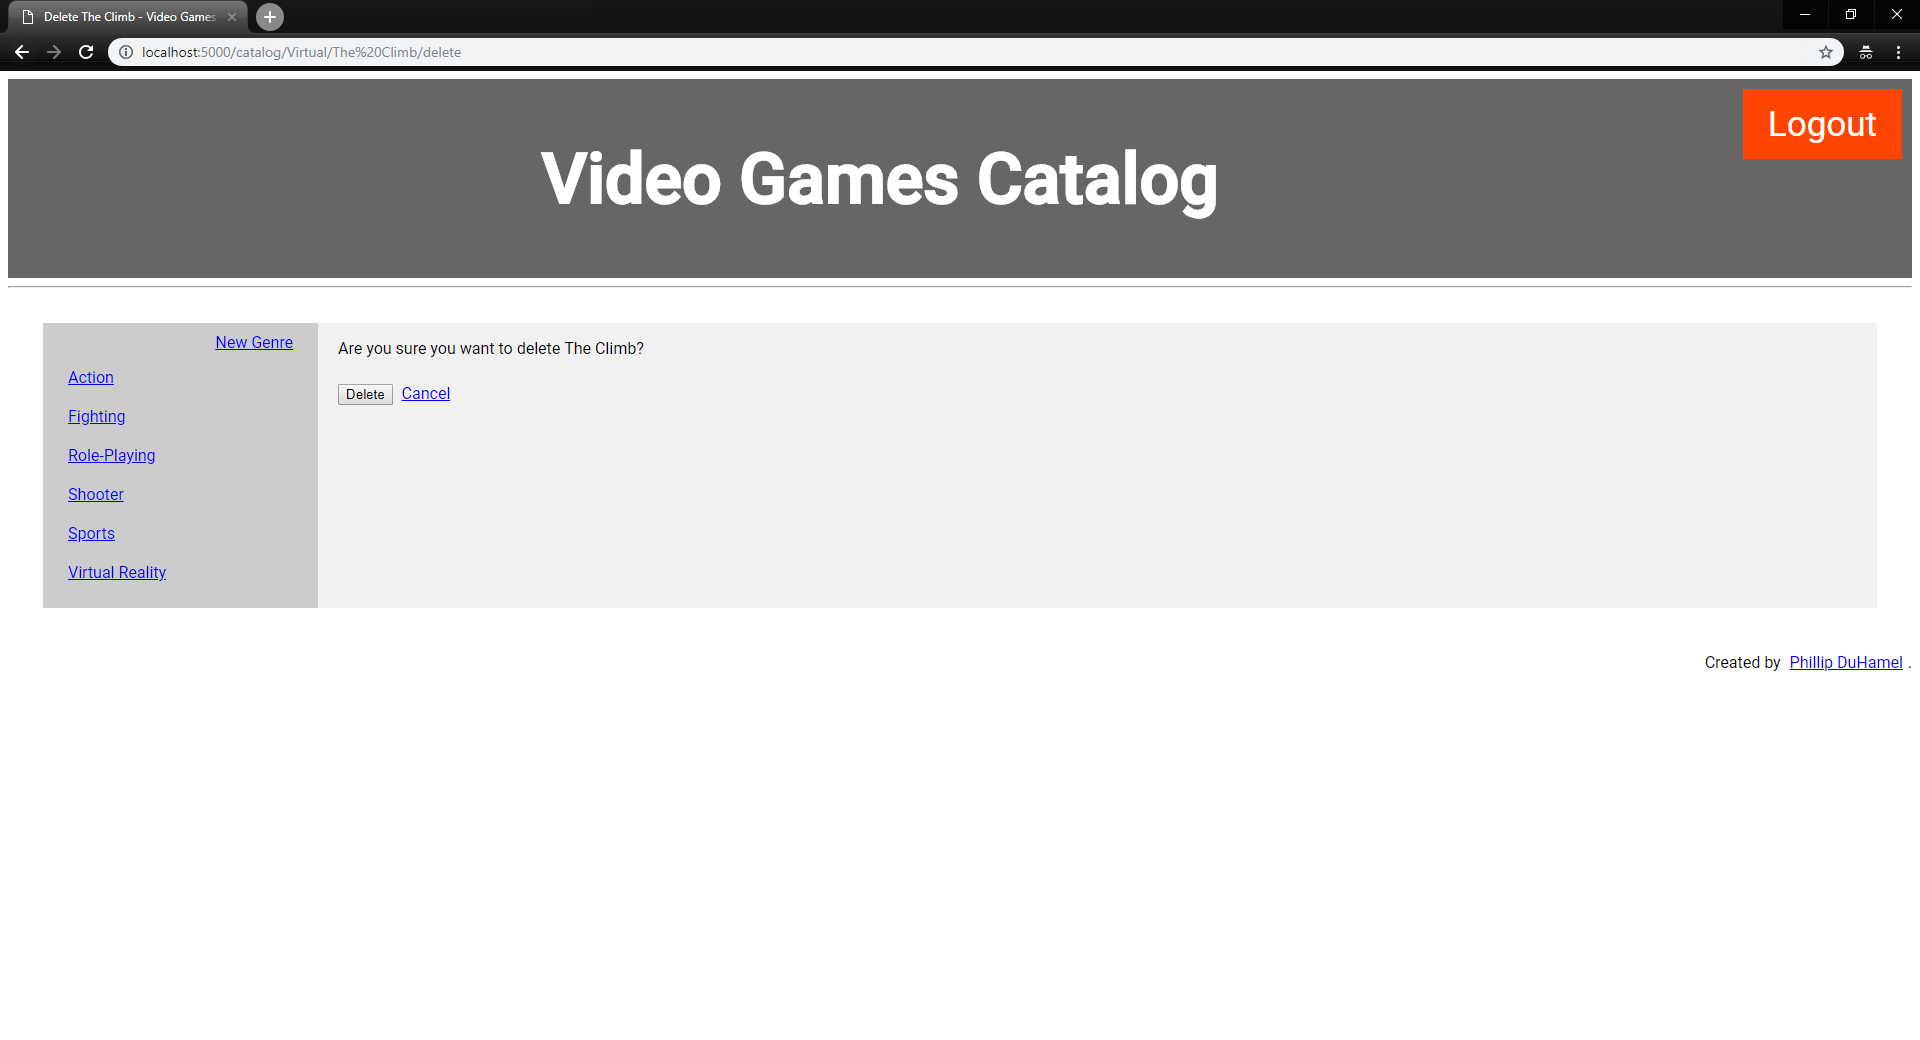 Delete The Climb - Video Games
localhost:5000/catalog/Virtual/The%20Climb/delete
Logout
Video Games Catalog
New Genre
Action
Fighting
Role-Playing
Shooter
Sports
Virtual Reality
Are you sure you want to delete The Climb?
Delete Cancel
Created by Phillip DuHamel .